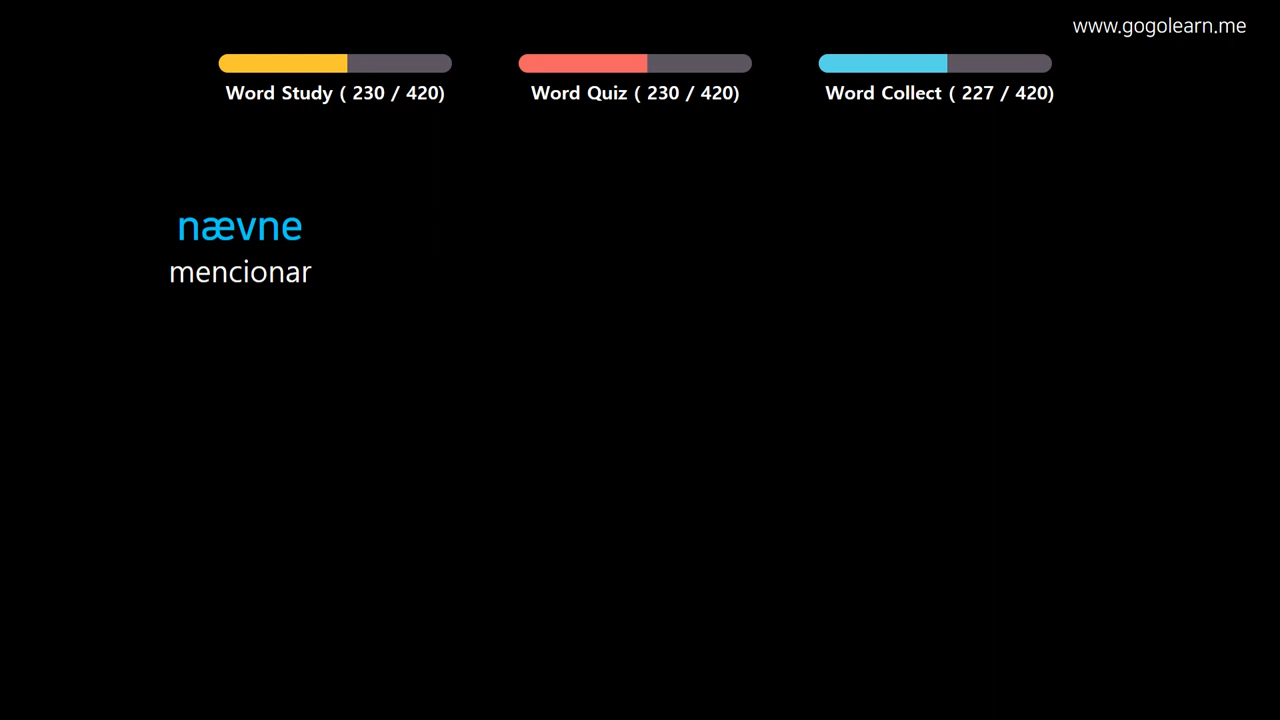 www.gogolearn.me
Word Study ( 230 / 420)
Word Quiz ( 230 / 420)
Word Collect ( 227 / 420)
nævne
mencionar